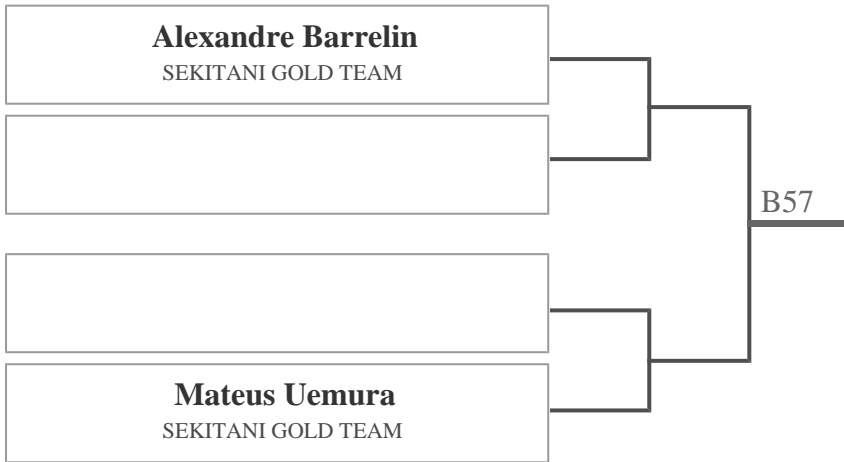 Alexandre Barrelin
SEKITANI GOLD TEAM
B57
Mateus Uemura
SEKITANI GOLD TEAM